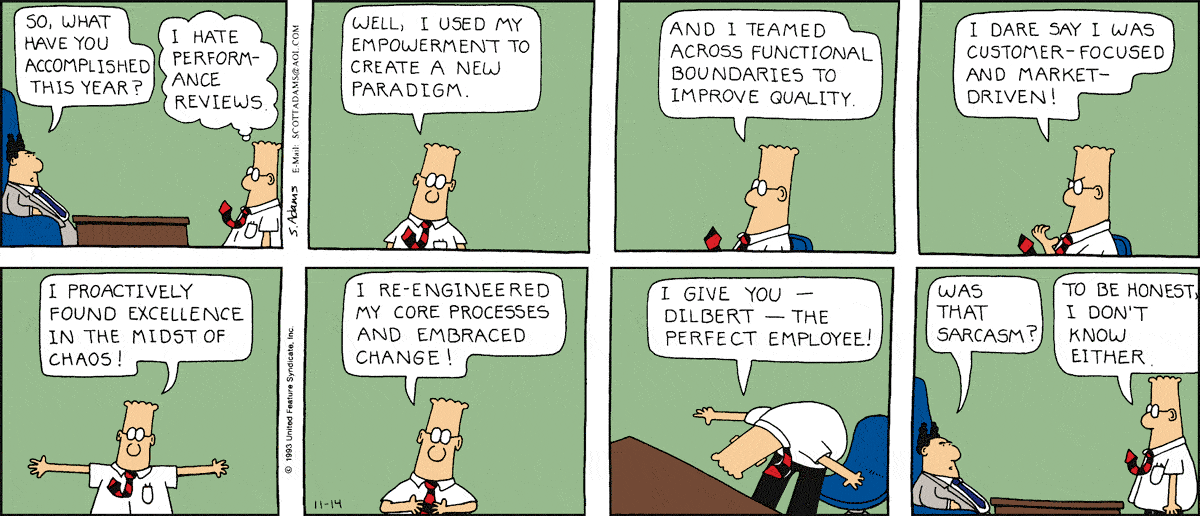 SO, WHAT
HAVE YOU
ACCOMPLISHED
THIS YEAR?
I HATE
PERFORM-
ANCE
REVIEWS.
S. Adams
E-Mail: SCOTTADAMS@AOL.COM
WELL, I USED MY
EMPOWERMENT TO
CREATE A NEW
PARADIGM.
AND I TEAMED
ACROSS FUNCTIONAL
BOUNDARIES TO
IMPROVE QUALITY.
I DARE SAY I WAS
CUSTOMER-FOCUSED
AND MARKET-
DRIVEN!
I PROACTIVELY
FOUND EXCELLENCE
IN THE MIDST OF
CHAOS!
© 1993 United Feature Syndicate, Inc.
I RE-ENGINEERED
MY CORE PROCESSES
AND EMBRACED
CHANGE!
11-14
I GIVE YOU —
DILBERT — THE
PERFECT EMPLOYEE!
WAS
THAT
SARCASM?
TO BE HONEST,
I DON'T
KNOW
EITHER.